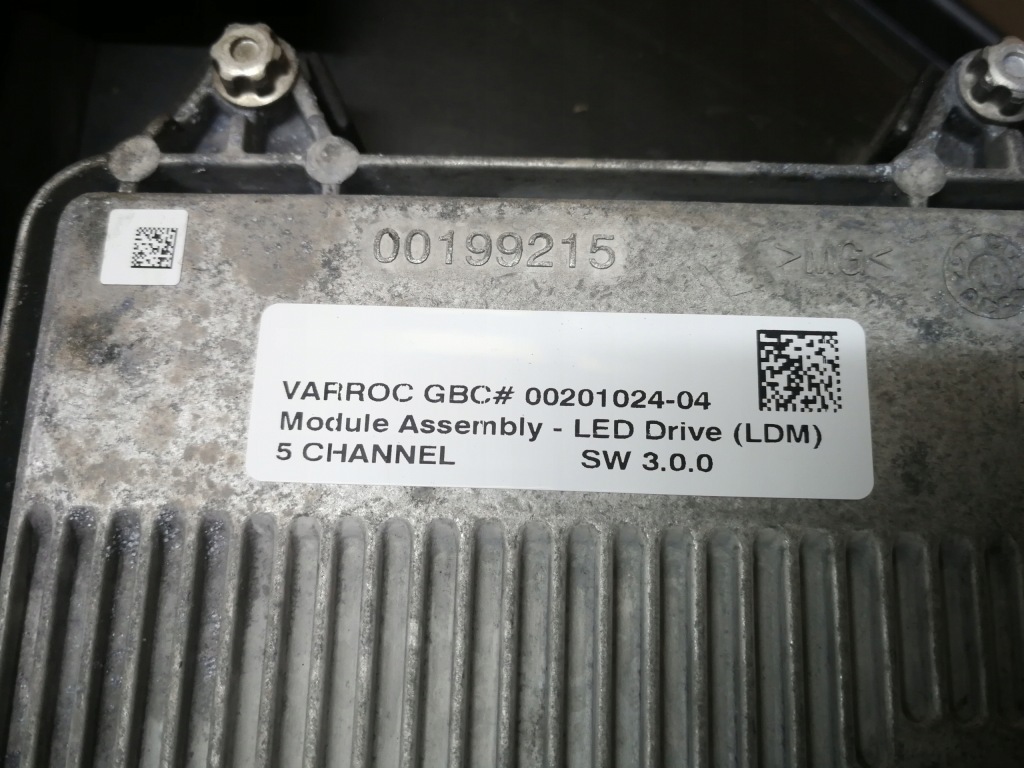 00199215 >MG<
VARROC GBC# 00201024-04
Module Assembly - LED Drive (LDM)
5 CHANNEL SW 3.0.0